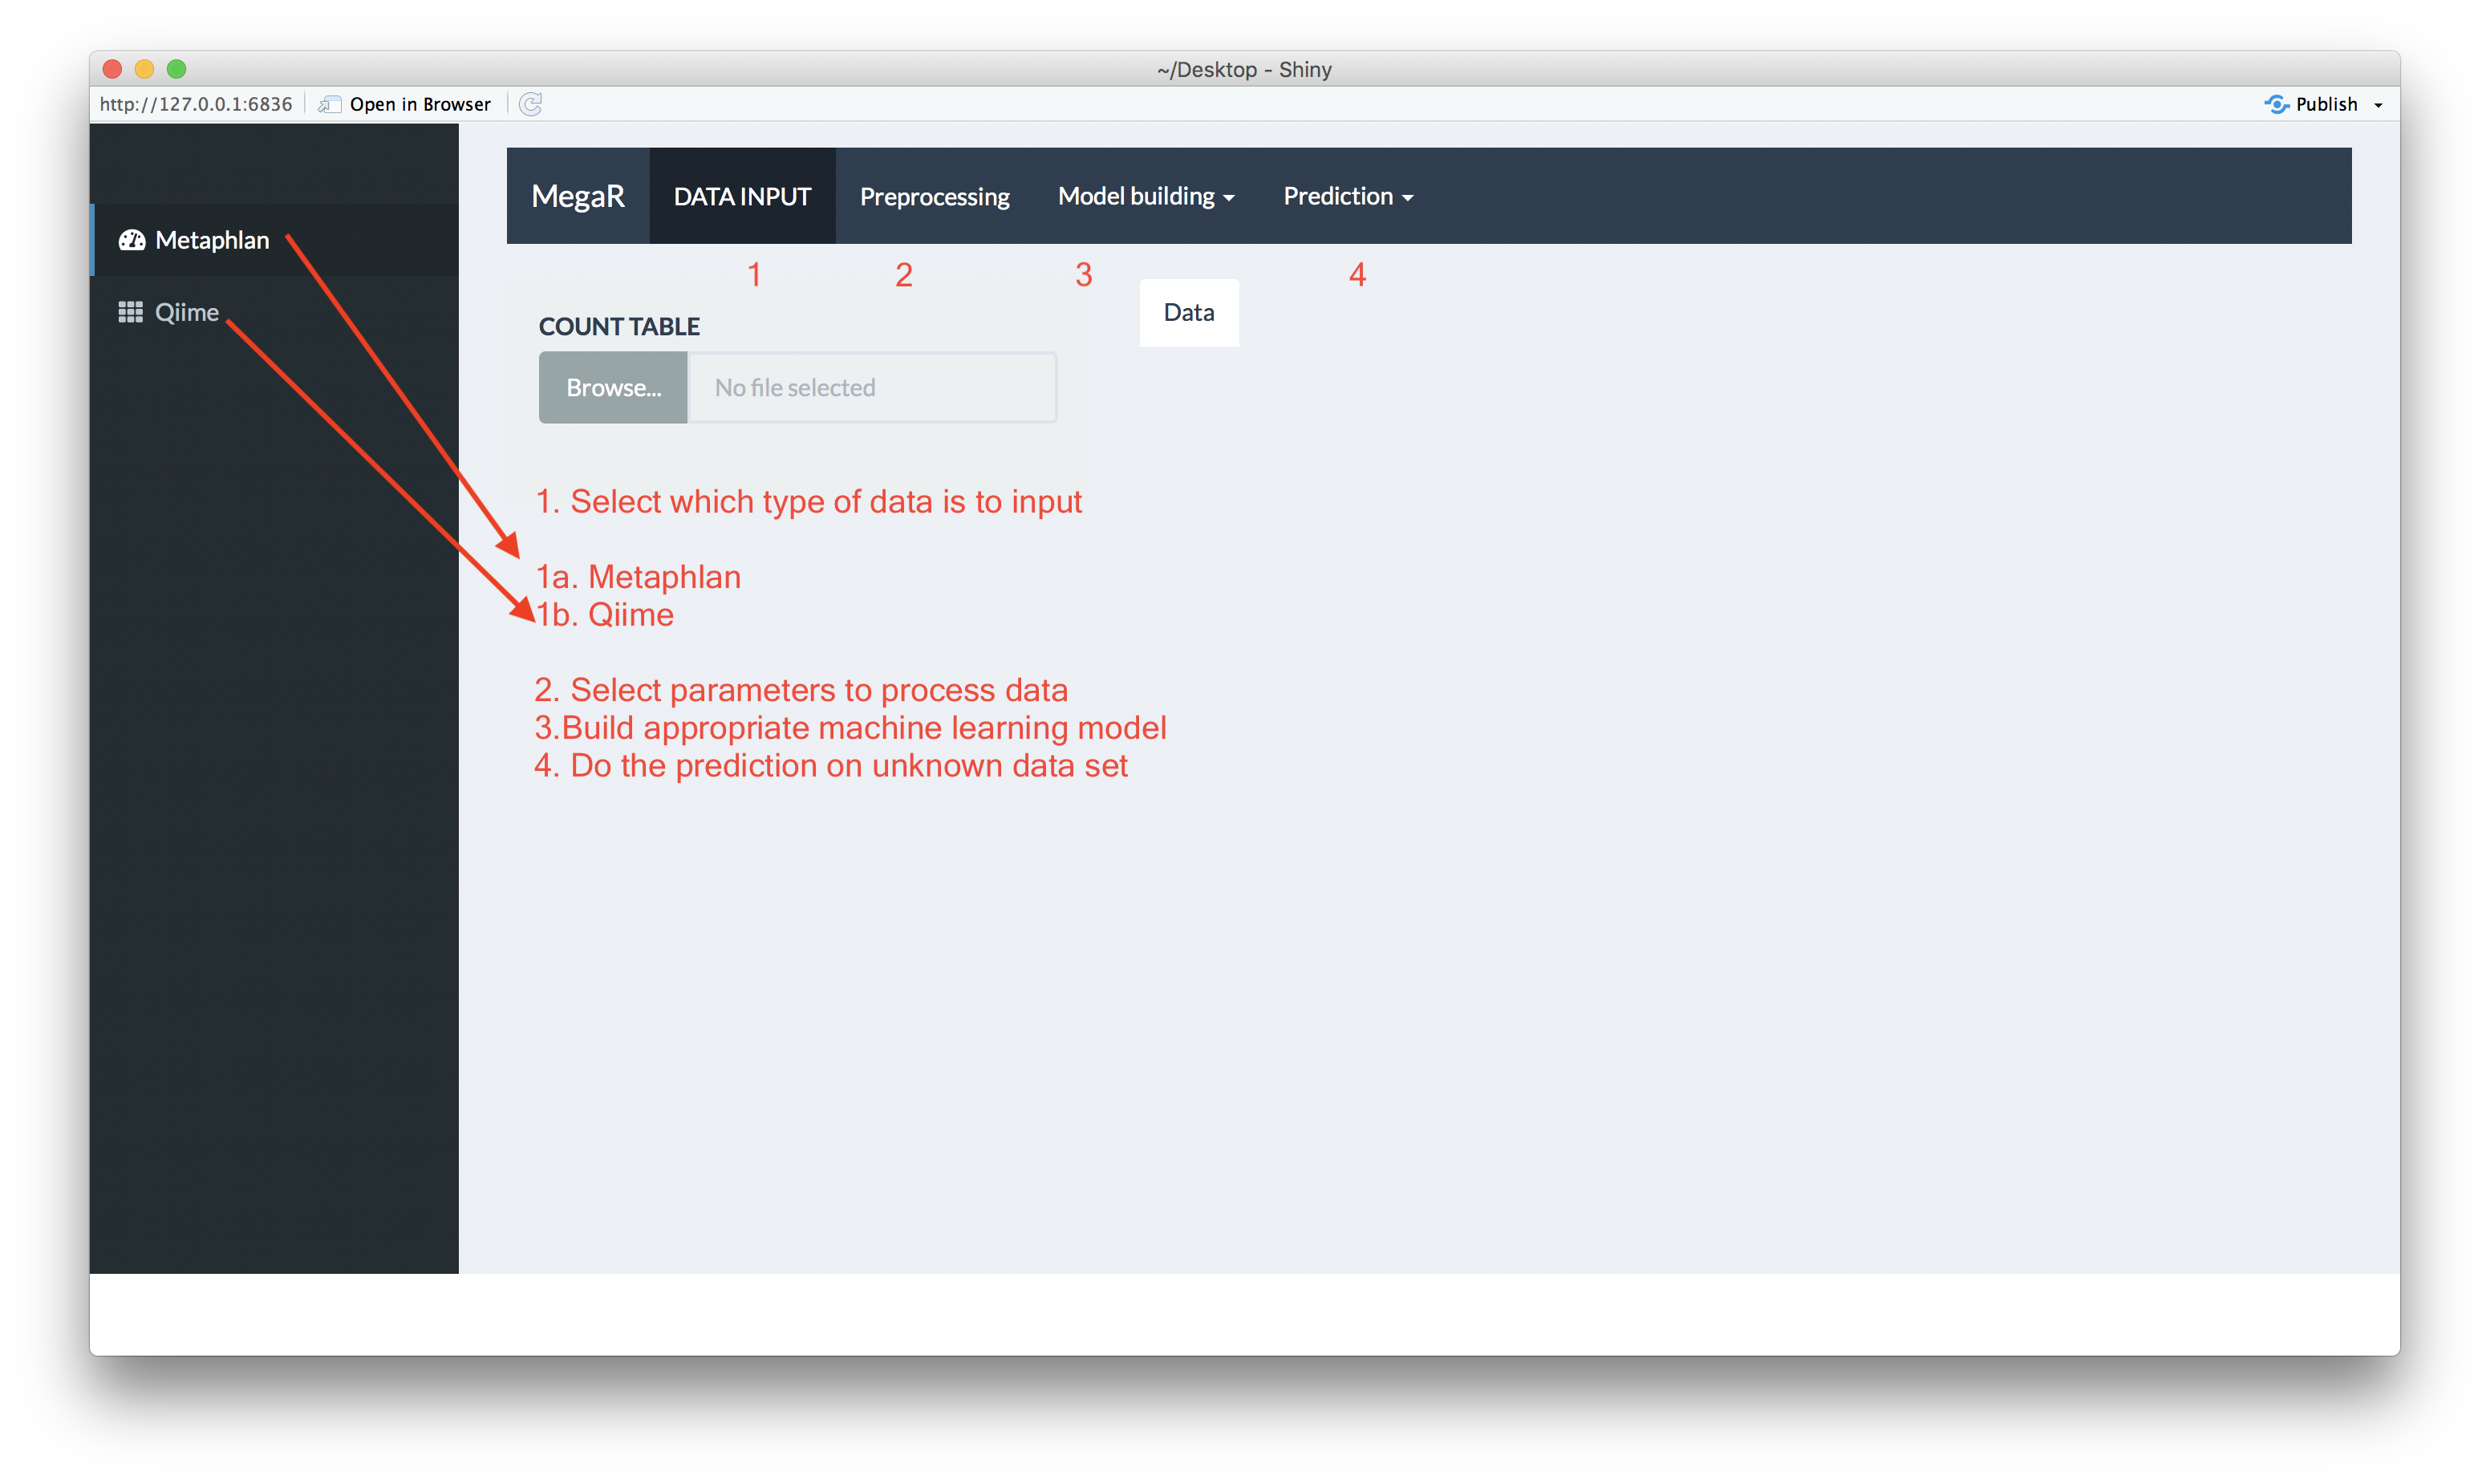 ~/Desktop - Shiny
http://127.0.0.1:6836 Open in Browser Publish
MegaR DATA INPUT Preprocessing Model building Prediction
Metaphlan
Qiime
1 2 3 4
COUNT TABLE
Data
Browse... No file selected
1. Select which type of data is to input
1a. Metaphlan
1b. Qiime
2. Select parameters to process data
3.Build appropriate machine learning model
4. Do the prediction on unknown data set